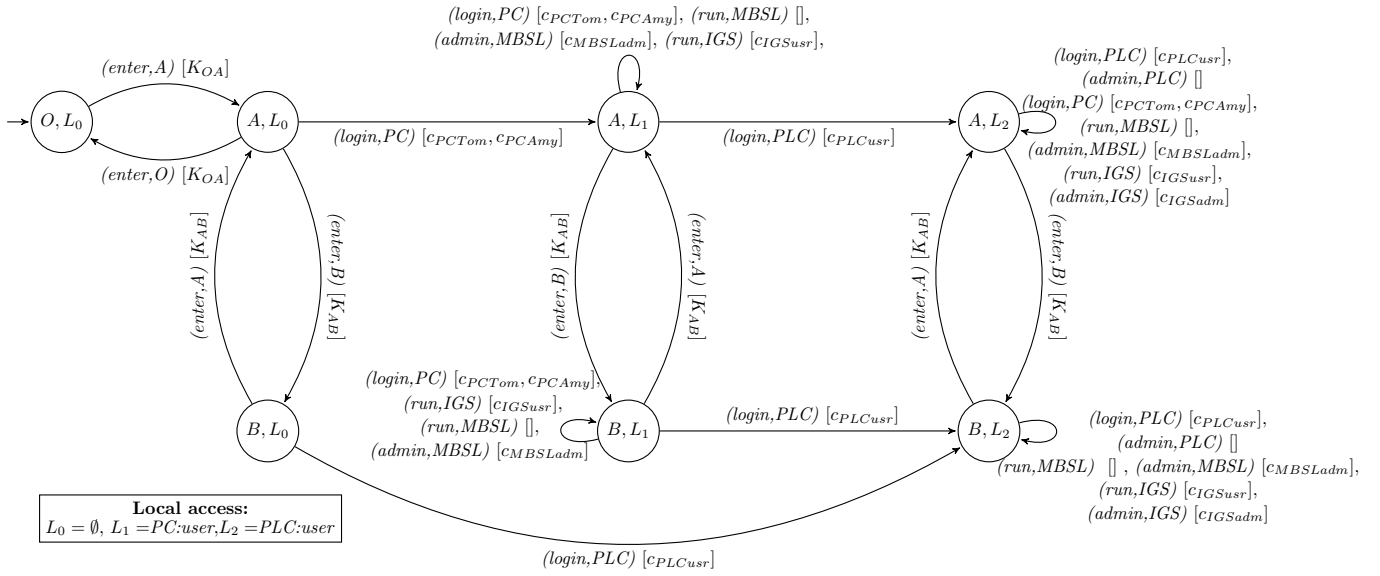 (login,PC) [c_PCTom, c_PCAmy], (run,MBSL) [],
(admin,MBSL) [c_MBSLadm], (run,IGS) [c_IGSusr],
(enter,A) [K_OA]
O, L_0
A, L_0
(enter,O) [K_OA]
(login,PC) [c_PCTom, c_PCAmy]
A, L_1
(login,PLC) [c_PLCusr]
A, L_2
(login,PLC) [c_PLCusr],
(admin,PLC) []
(login,PC) [c_PCTom, c_PCAmy],
(run,MBSL) [],
(admin,MBSL) [c_MBSLadm],
(run,IGS) [c_IGSusr],
(admin,IGS) [c_IGSadm]
(enter,A) [K_AB]
(enter,B) [K_AB]
(enter,B) [K_AB]
(enter,A) [K_AB]
(enter,A) [K_AB]
(enter,B) [K_AB]
B, L_0
(login,PC) [c_PCTom, c_PCAmy],
(run,IGS) [c_IGSusr],
(run,MBSL) [],
(admin,MBSL) [c_MBSLadm]
B, L_1
(login,PLC) [c_PLCusr]
B, L_2
(login,PLC) [c_PLCusr],
(admin,PLC) []
(run,MBSL) [] , (admin,MBSL) [c_MBSLadm],
(run,IGS) [c_IGSusr],
(admin,IGS) [c_IGSadm]
(login,PLC) [c_PLCusr]
Local access:
L_0 = ∅, L_1 =PC:user,L_2 =PLC:user